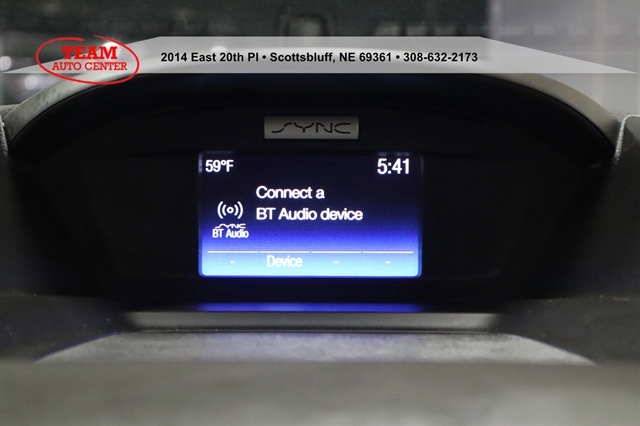 TEAM
AUTO CENTER
2014 East 20th Pl • Scottsbluff, NE 69361 • 308-632-2173
SYNC
59°F 5:41
Connect a
BT Audio device
SYNC
BT Audio
- Device - -